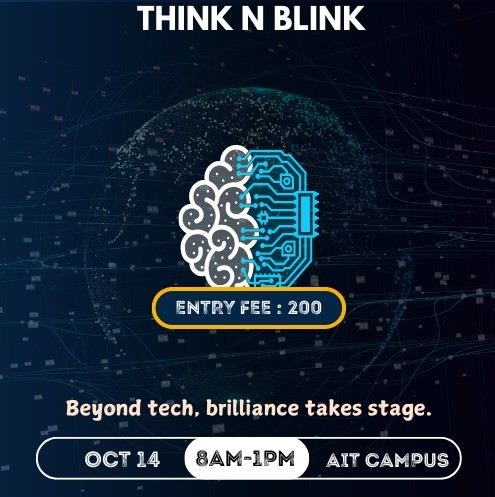 THINK N BLINK
ENTRY FEE : 200
Beyond tech, brilliance takes stage.
OCT 14 8AM-1PM AIT CAMPUS